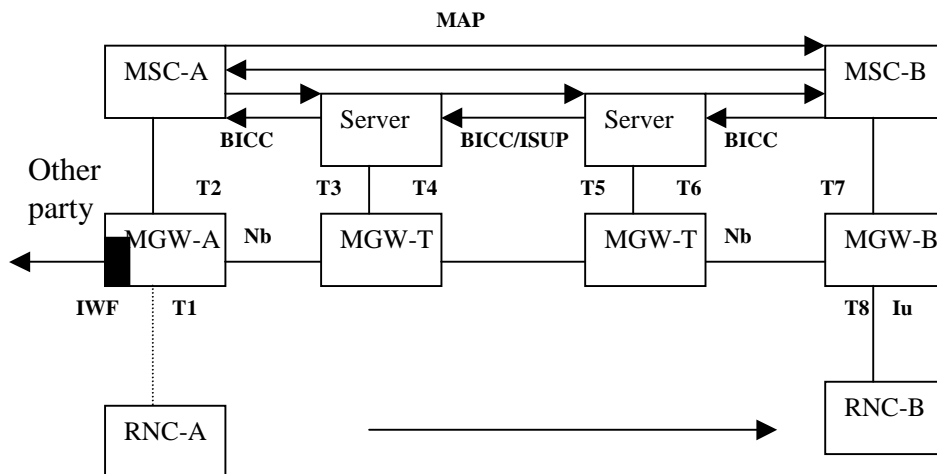 MAP
MSC-A
MSC-B
Server
Server
BICC
BICC/ISUP
BICC
Other
party
T2
T3
T4
T5
T6
T7
MGW-A
Nb
MGW-T
MGW-T
Nb
MGW-B
IWF
T1
T8
Iu
RNC-A
RNC-B